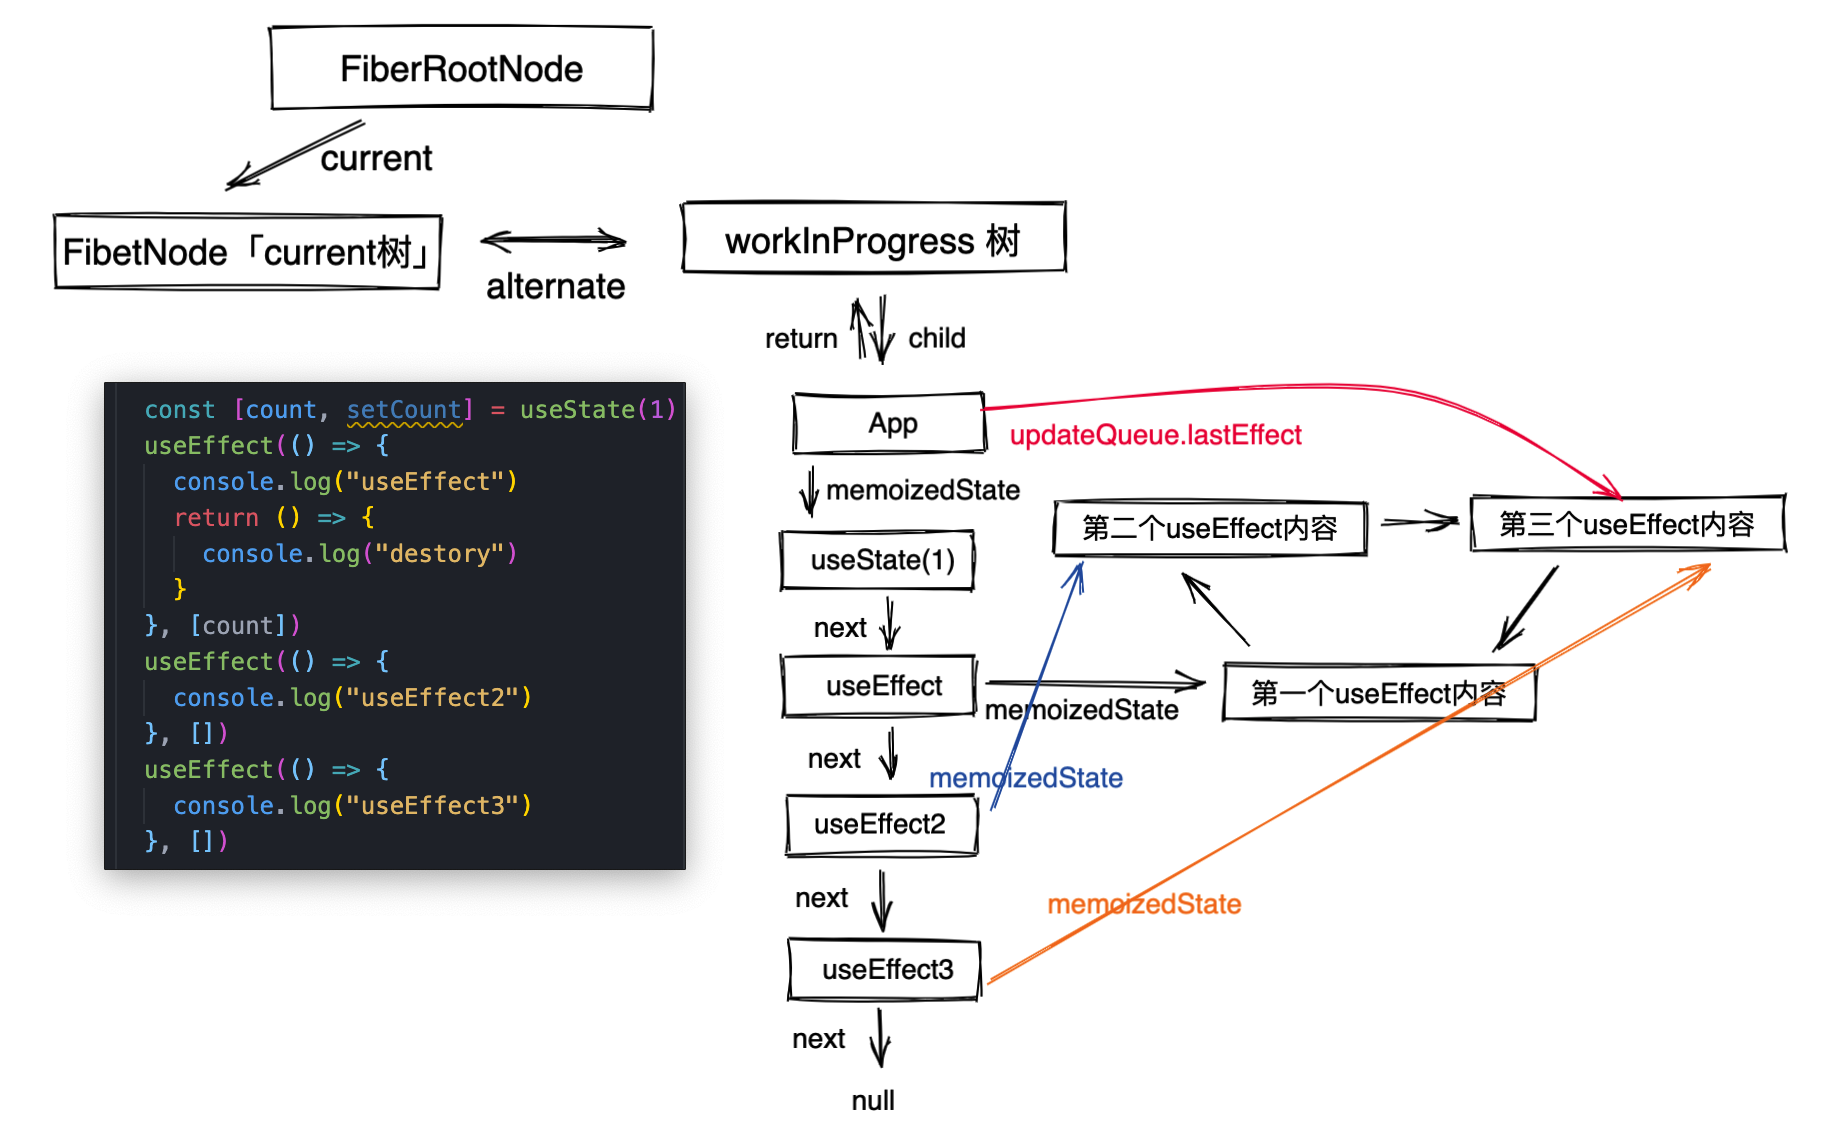 FiberRootNode
current
FibetNode「current树」
alternate
workInProgress 树
return
child
App
updateQueue.lastEffect
memoizedState
useState(1)
第二个useEffect内容
第三个useEffect内容
next
useEffect
memoizedState
第一个useEffect内容
next
memoizedState
useEffect2
next
memoizedState
useEffect3
next
null
const [count, setCount] = useState(1)
useEffect(() => {
console.log("useEffect")
return () => {
console.log("destory")
}
}, [count])
useEffect(() => {
console.log("useEffect2")
}, [])
useEffect(() => {
console.log("useEffect3")
}, [])